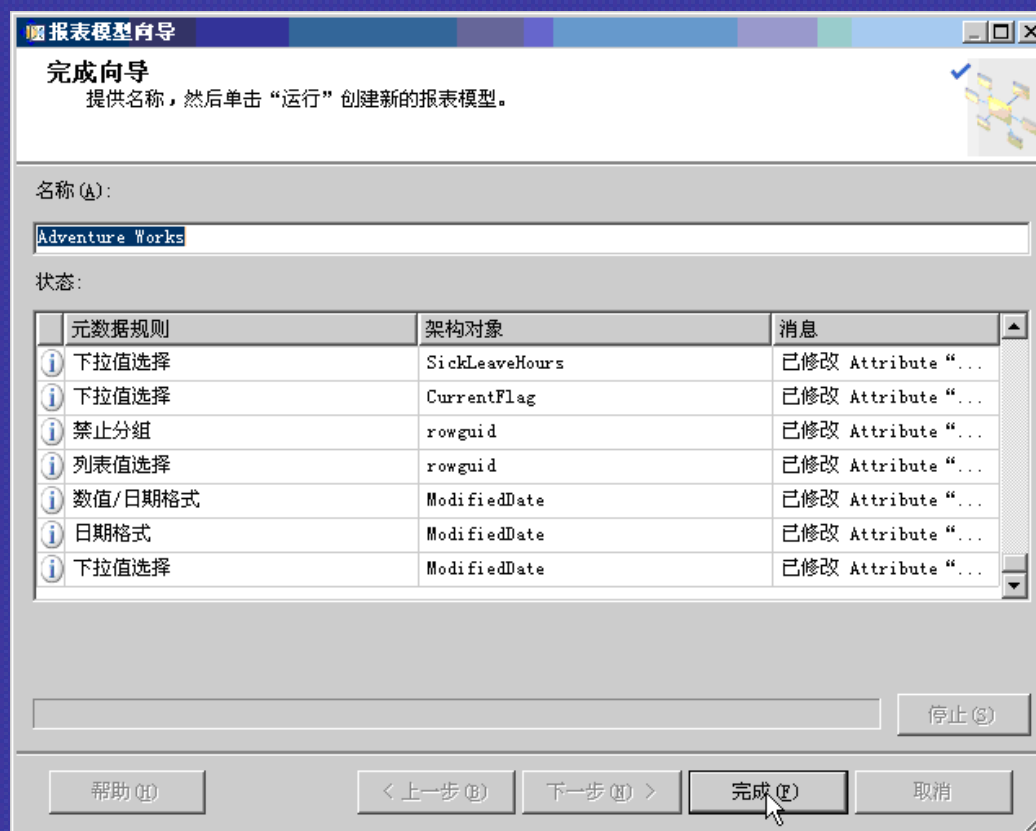 报表模型向导
完成向导
提供名称，然后单击“运行”创建新的报表模型。
名称(A):
Adventure Works
状态:
元数据规则 架构对象 消息
下拉值选择 SickLeaveHours 已修改 Attribute “...
下拉值选择 CurrentFlag 已修改 Attribute “...
禁止分组 rowguid 已修改 Attribute “...
列表值选择 rowguid 已修改 Attribute “...
数值/日期格式 ModifiedDate 已修改 Attribute “...
日期格式 ModifiedDate 已修改 Attribute “...
下拉值选择 ModifiedDate 已修改 Attribute “...
停止(S)
帮助(H) < 上一步(B) 下一步(N) > 完成(F) 取消